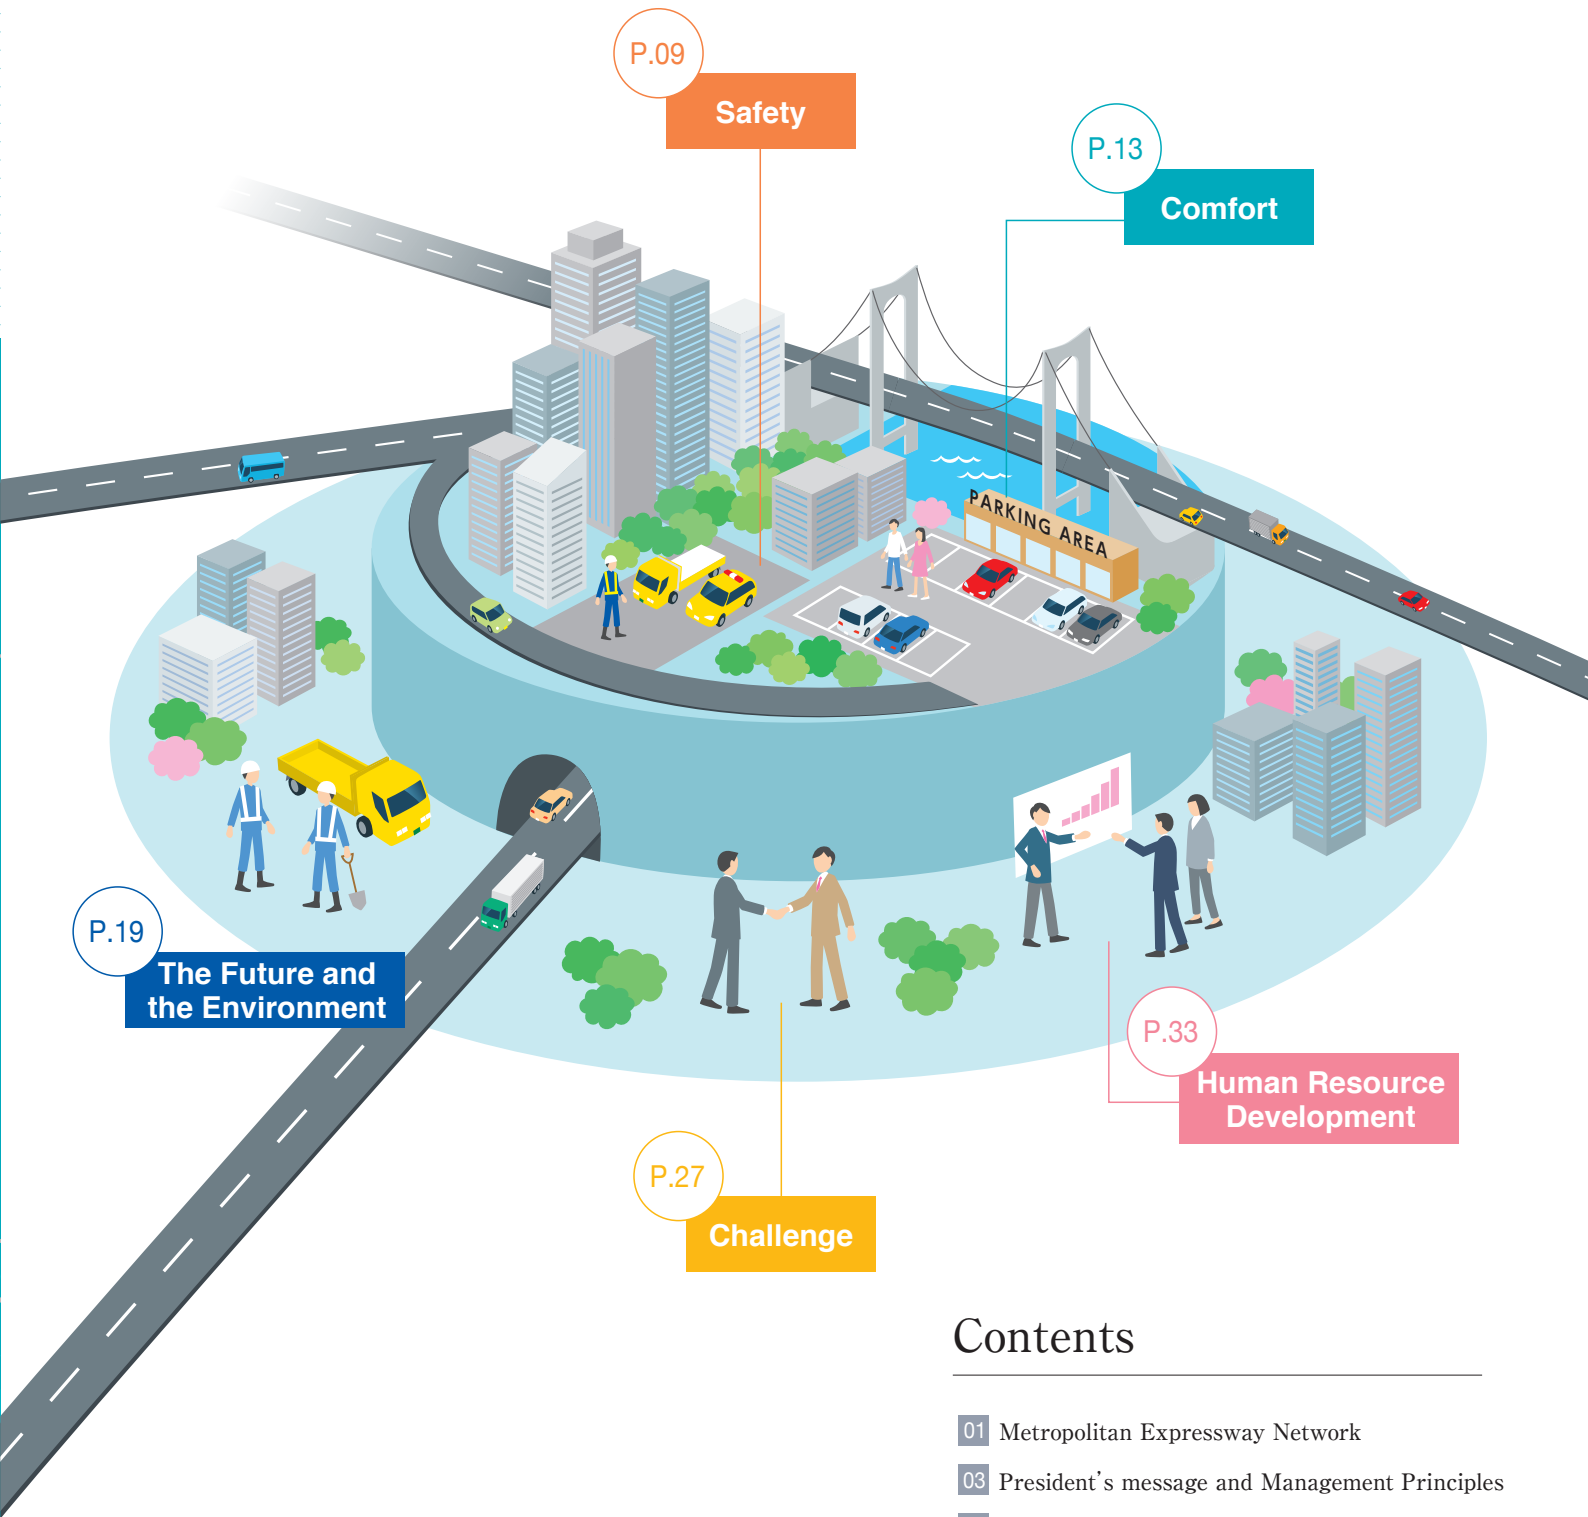 P.09
Safety
P.13
Comfort
PARKING AREA
P.19
The Future and
the Environment
P.33
Human Resource
Development
P.27
Challenge
Contents
01 Metropolitan Expressway Network
03 President's message and Management Principles